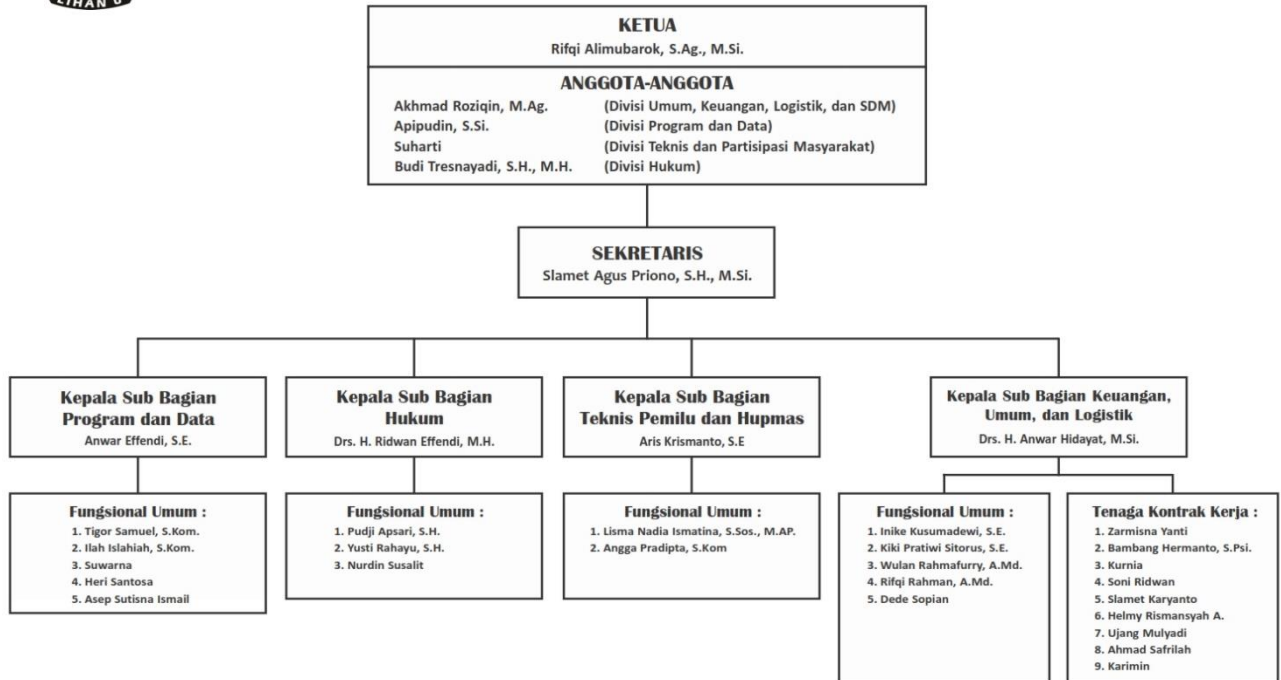 LIHAN U
KETUA
Rifqi Alimubarok, S.Ag., M.Si.
ANGGOTA-ANGGOTA
Akhmad Roziqin, M.Ag. (Divisi Umum, Keuangan, Logistik, dan SDM)
Apipudin, S.Si. (Divisi Program dan Data)
Suharti (Divisi Teknis dan Partisipasi Masyarakat)
Budi Tresnayadi, S.H., M.H. (Divisi Hukum)
SEKRETARIS
Slamet Agus Priono, S.H., M.Si.
Kepala Sub Bagian
Program dan Data
Anwar Effendi, S.E.
Kepala Sub Bagian
Hukum
Drs. H. Ridwan Effendi, M.H.
Kepala Sub Bagian
Teknis Pemilu dan Hupmas
Aris Krismanto, S.E
Kepala Sub Bagian Keuangan,
Umum, dan Logistik
Drs. H. Anwar Hidayat, M.Si.
Fungsional Umum :
1. Tigor Samuel, S.Kom.
2. Ilah Islahiah, S.Kom.
3. Suwarna
4. Heri Santosa
5. Asep Sutisna Ismail
Fungsional Umum :
1. Pudji Apsari, S.H.
2. Yusti Rahayu, S.H.
3. Nurdin Susalit
Fungsional Umum :
1. Lisma Nadia Ismatina, S.Sos., M.AP.
2. Angga Pradipta, S.Kom
Fungsional Umum :
1. Inike Kusumadewi, S.E.
2. Kiki Pratiwi Sitorus, S.E.
3. Wulan Rahmafurry, A.Md.
4. Rifqi Rahman, A.Md.
5. Dede Sopian
Tenaga Kontrak Kerja :
1. Zarmisna Yanti
2. Bambang Hermanto, S.Psi.
3. Kurnia
4. Soni Ridwan
5. Slamet Karyanto
6. Helmy Rismansyah A.
7. Ujang Mulyadi
8. Ahmad Safrilah
9. Karimin